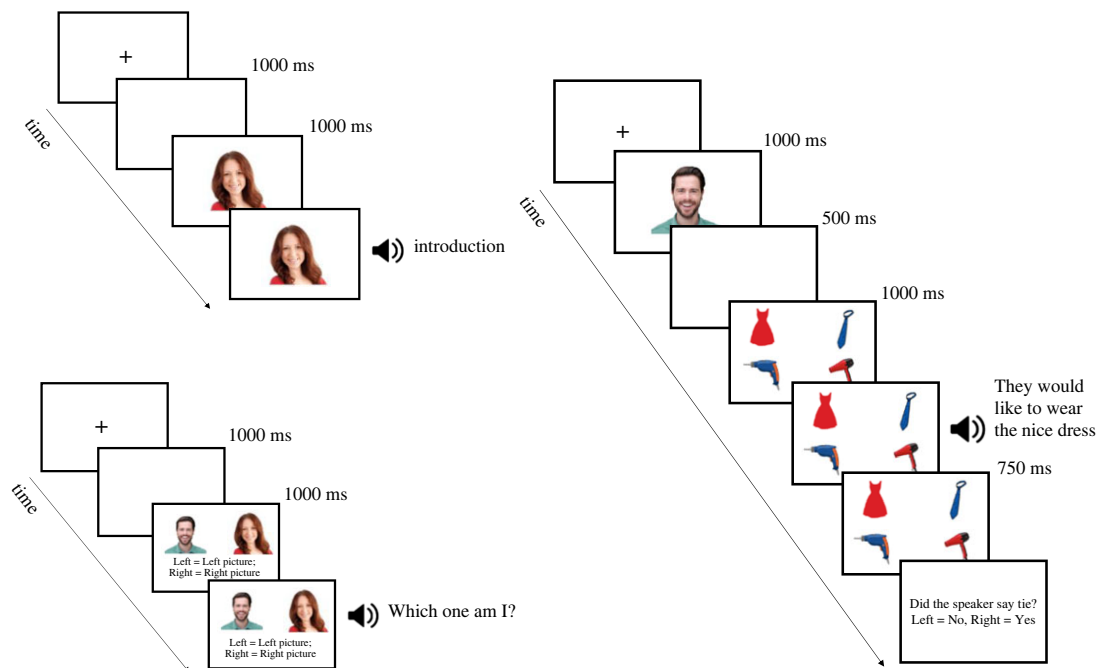 +
1000 ms
1000 ms
time
introduction
+
1000 ms
1000 ms
time
Left = Left picture;
Right = Right picture
Left = Left picture;
Right = Right picture
Which one am I?
+
1000 ms
500 ms
time
1000 ms
They would
like to wear
the nice dress
750 ms
Did the speaker say tie?
Left = No, Right = Yes